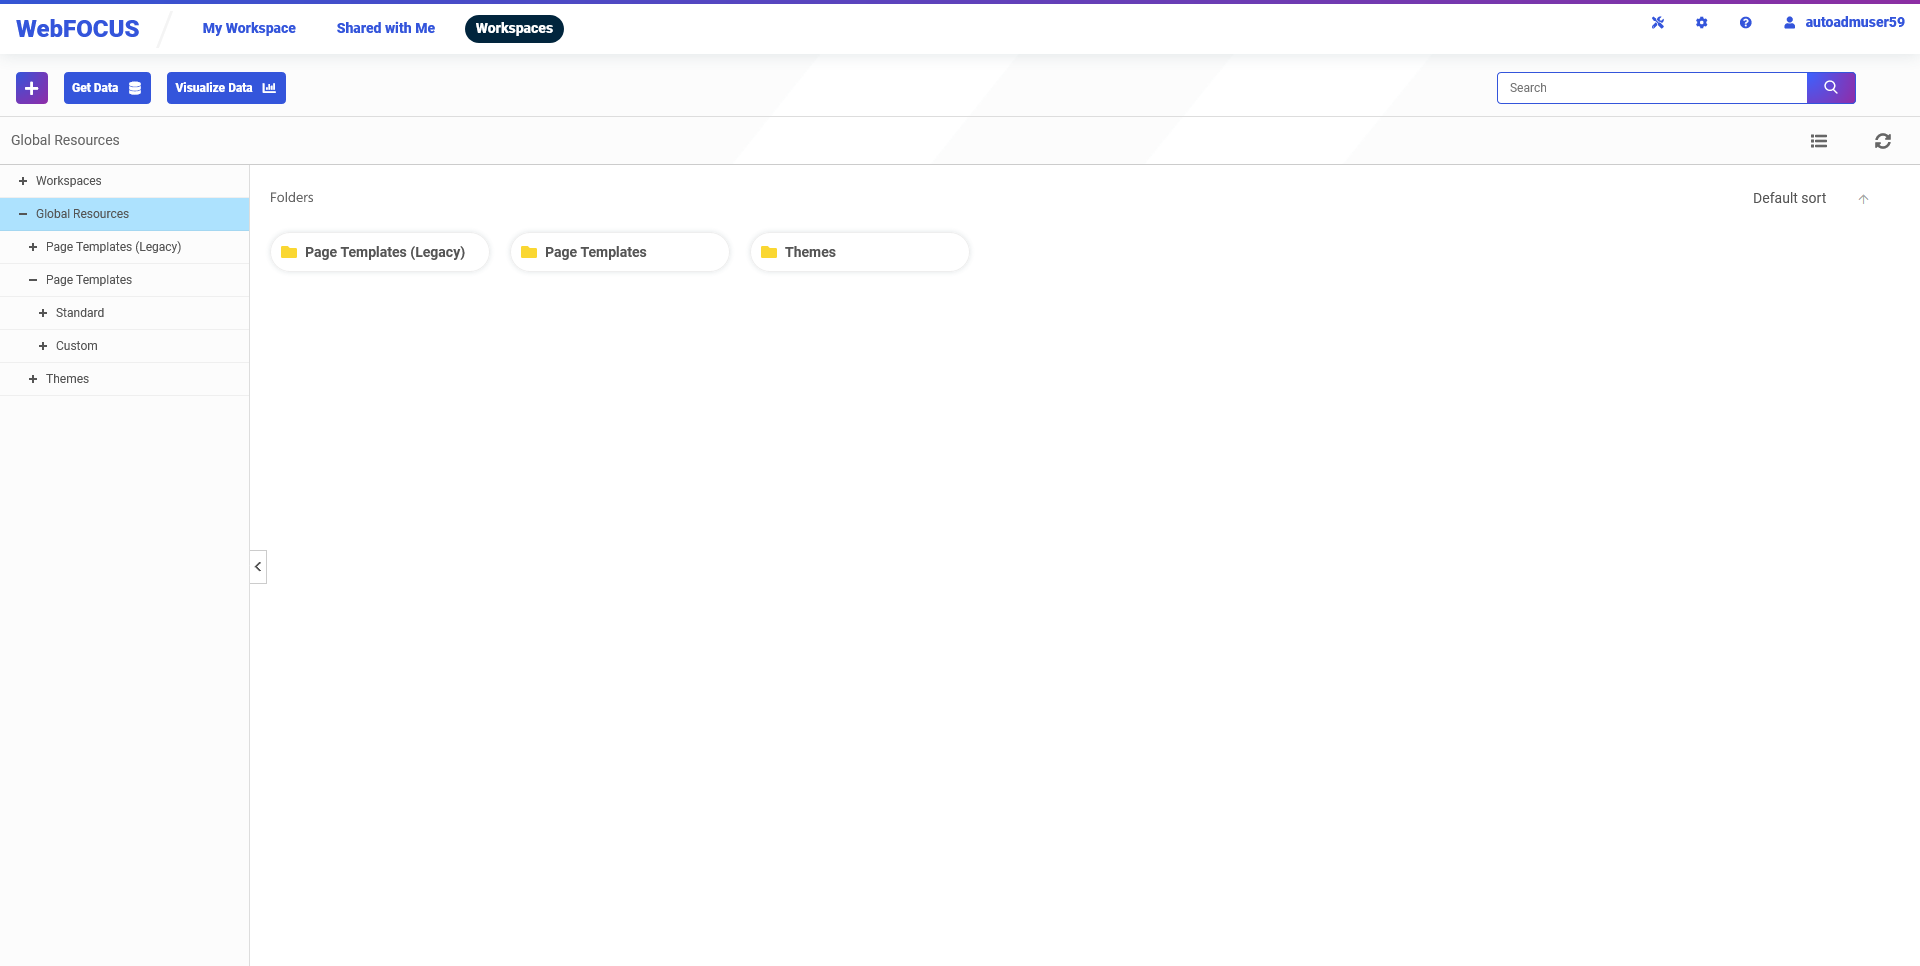 WebFOCUS
My Workspace
Shared with Me
Workspaces
autoadmuser59
Get Data
Visualize Data
Search
Global Resources
Workspaces
Global Resources
Page Templates (Legacy)
Page Templates
Standard
Custom
Themes
Folders
Default sort
Page Templates (Legacy)
Page Templates
Themes